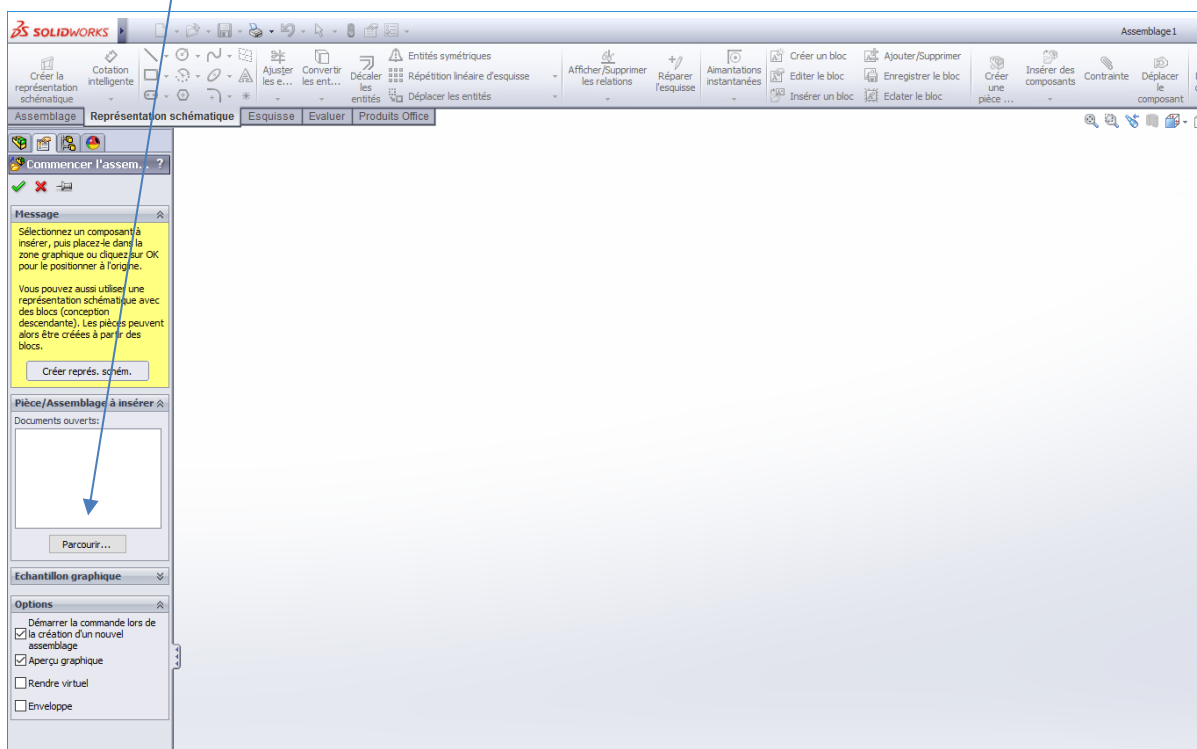 SOLIDWORKS
Assemblage1
Créer la
représentation
schématique
Cotation
intelligente
Ajuster
les e...
Convertir
les ent...
Décaler
les
entités
Entités symétriques
Répétition linéaire d'esquisse
Déplacer les entités
Afficher/Supprimer
les relations
Réparer
l'esquisse
Aimantations
instantanées
Créer un bloc
Editer le bloc
Insérer un bloc
Ajouter/Supprimer
Enregistrer le bloc
Eclater le bloc
Créer
une
pièce ...
Insérer des
composants
Contrainte
Déplacer
le
composant
Assemblage Représentation schématique Esquisse Evaluer Produits Office
Commencer l'assem... ?
Message
Sélectionnez un composant à
insérer, puis placez-le dans la
zone graphique ou cliquez sur OK
pour le positionner à l'origine.
Vous pouvez aussi utiliser une
représentation schématique avec
des blocs (conception
descendante). Les pièces peuvent
alors être créées à partir des
blocs.
Créer représ. schém.
Pièce/Assemblage à insérer
Documents ouverts:
Parcourir...
Echantillon graphique
Options
Démarrer la commande lors de
la création d'un nouvel
assemblage
Aperçu graphique
Rendre virtuel
Enveloppe